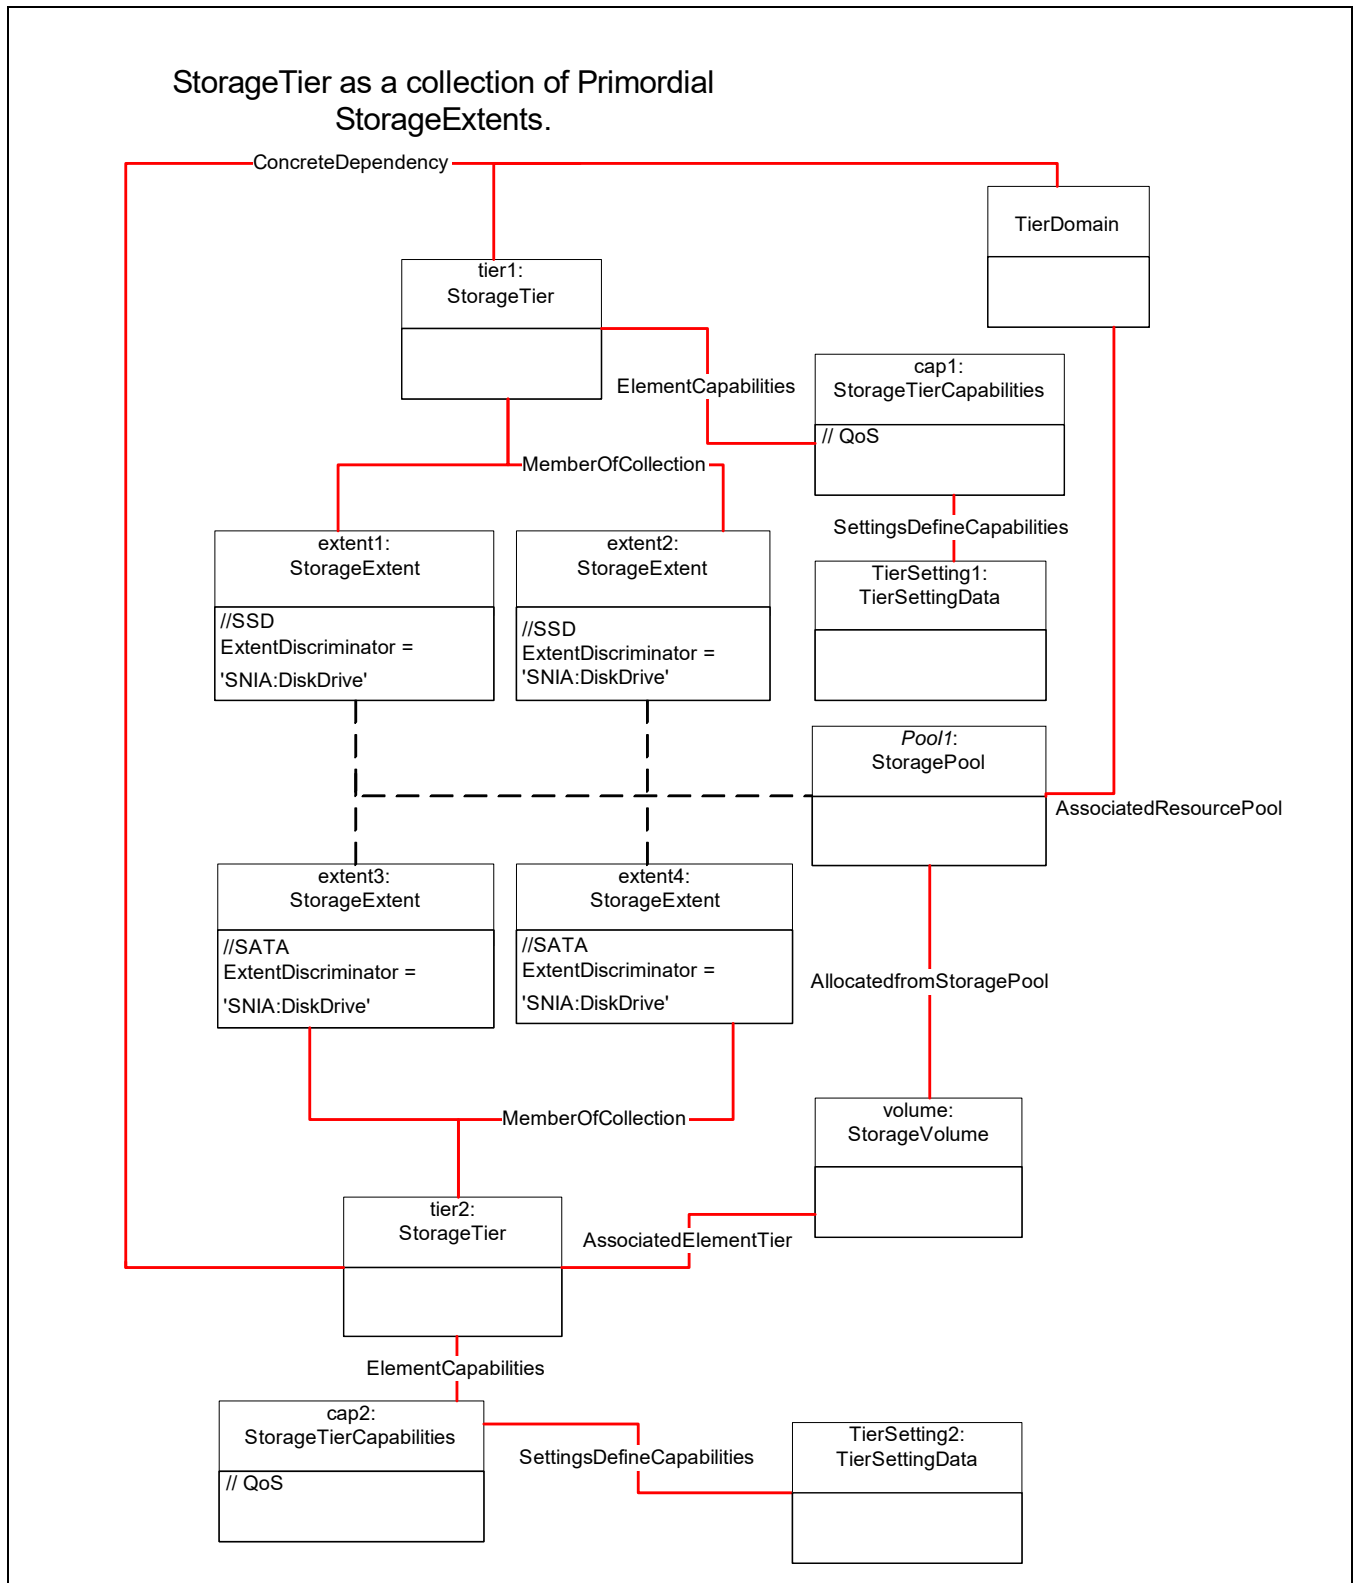 StorageTier as a collection of Primordial
StorageExtents.
ConcreteDependency
TierDomain
tier1:
StorageTier
ElementCapabilities
cap1:
StorageTierCapabilities
// QoS
MemberOfCollection
SettingsDefineCapabilities
extent1:
StorageExtent
//SSD
ExtentDiscriminator =
'SNIA:DiskDrive'
extent2:
StorageExtent
//SSD
ExtentDiscriminator =
'SNIA:DiskDrive'
TierSetting1:
TierSettingData
Pool1:
StoragePool
AssociatedResourcePool
extent3:
StorageExtent
//SATA
ExtentDiscriminator =
'SNIA:DiskDrive'
extent4:
StorageExtent
//SATA
ExtentDiscriminator =
'SNIA:DiskDrive'
AllocatedfromStoragePool
MemberOfCollection
volume:
StorageVolume
tier2:
StorageTier
AssociatedElementTier
ElementCapabilities
cap2:
StorageTierCapabilities
// QoS
SettingsDefineCapabilities
TierSetting2:
TierSettingData